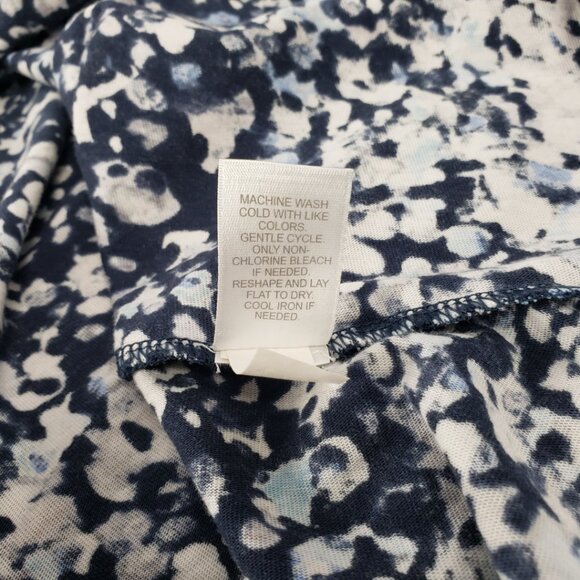 MACHINE WASH
COLD WITH LIKE
COLORS.
GENTLE CYCLE.
ONLY NON-
CHLORINE BLEACH
IF NEEDED.
RESHAPE AND LAY
FLAT TO DRY.
COOL IRON IF
NEEDED.